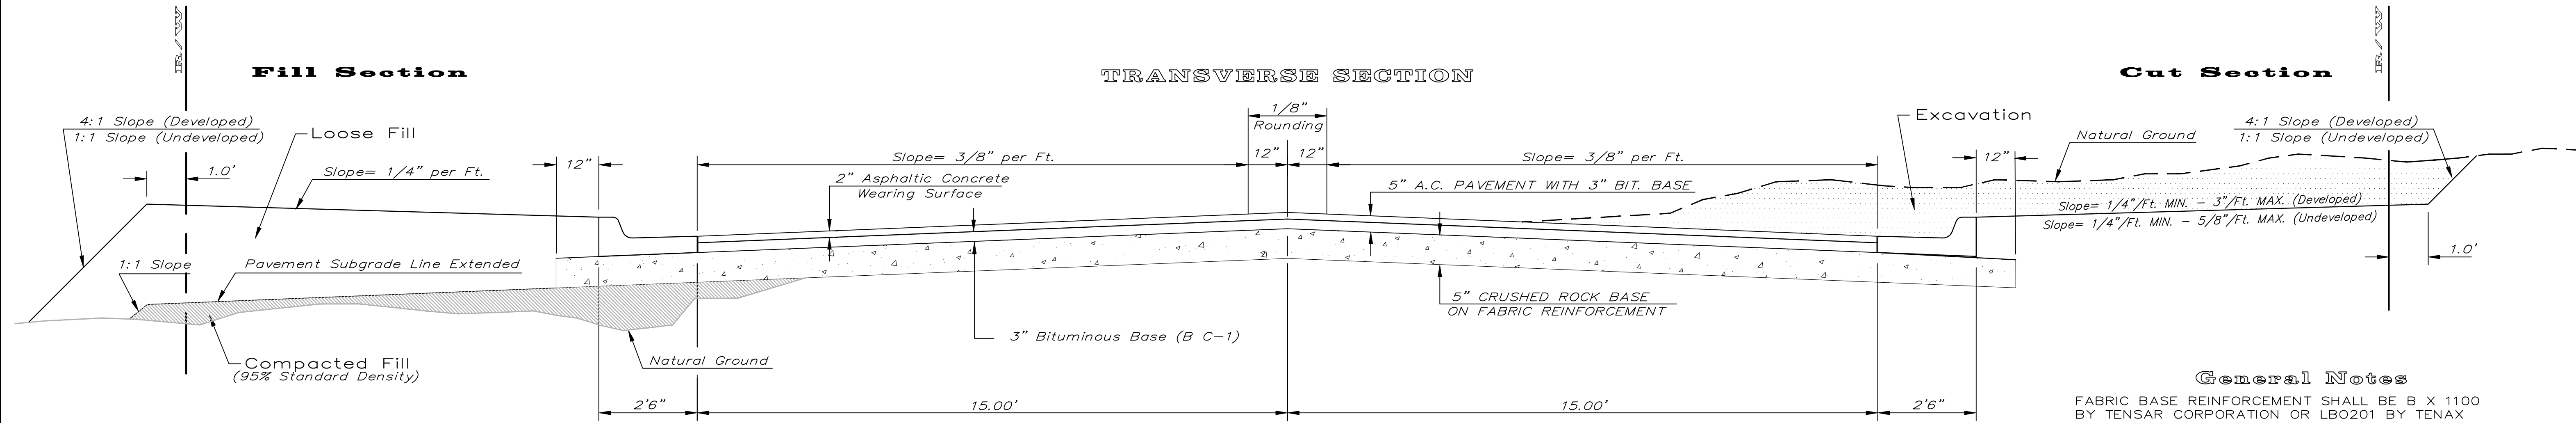 R/W
Fill Section
TRANSVERSE SECTION
Cut Section
R/W
4:1 Slope (Developed)
1:1 Slope (Undeveloped)
Loose Fill
1.0'
Slope= 1/4" per Ft.
12"
Slope= 3/8" per Ft.
2" Asphaltic Concrete
Wearing Surface
1/8"
Rounding
12"
12"
Slope= 3/8" per Ft.
5" A.C. PAVEMENT WITH 3" BIT. BASE
Excavation
Natural Ground
12"
4:1 Slope (Developed)
1:1 Slope (Undeveloped)
Slope= 1/4"/Ft. MIN. - 3"/Ft. MAX. (Developed)
Slope= 1/4"/Ft. MIN. - 5/8"/Ft. MAX. (Undeveloped)
1.0'
1:1 Slope
Pavement Subgrade Line Extended
5" CRUSHED ROCK BASE
ON FABRIC REINFORCEMENT
3" Bituminous Base (B C-1)
Compacted Fill
(95% Standard Density)
Natural Ground
2'6"
15.00'
15.00'
2'6"
General Notes
FABRIC BASE REINFORCEMENT SHALL BE B X 1100
BY TENSAR CORPORATION OR LBO201 BY TENAX